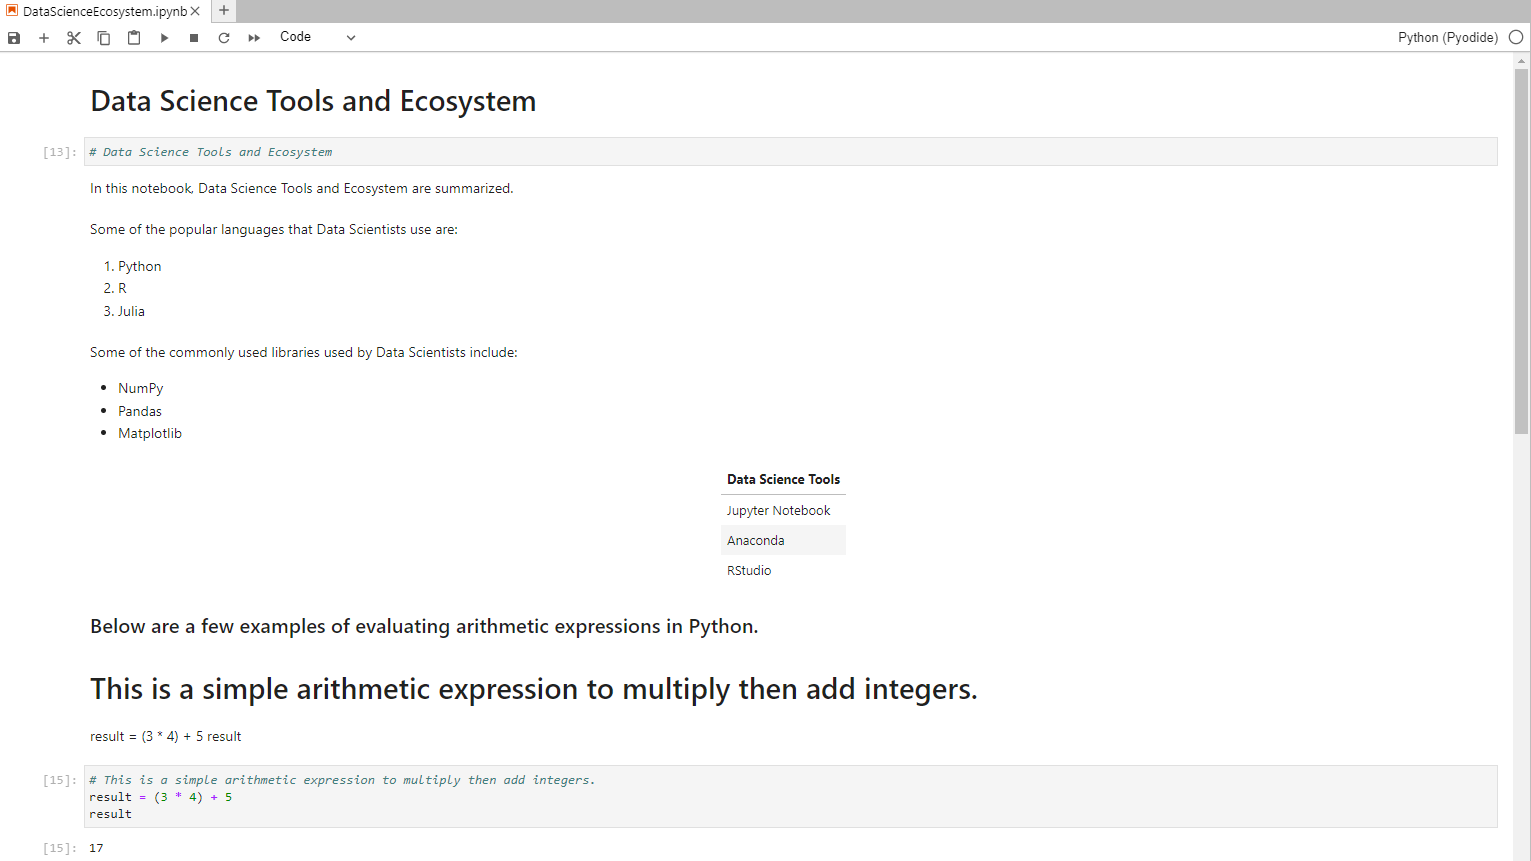 DataScienceEcosystem.ipynb
Code
Python (Pyodide)
Data Science Tools and Ecosystem
[13]: # Data Science Tools and Ecosystem
In this notebook, Data Science Tools and Ecosystem are summarized.
Some of the popular languages that Data Scientists use are:
1. Python
2. R
3. Julia
Some of the commonly used libraries used by Data Scientists include:
• NumPy
• Pandas
• Matplotlib
Data Science Tools
Jupyter Notebook
Anaconda
RStudio
Below are a few examples of evaluating arithmetic expressions in Python.
This is a simple arithmetic expression to multiply then add integers.
result = (3 * 4) + 5 result
[15]: # This is a simple arithmetic expression to multiply then add integers.
result = (3 * 4) + 5
result
[15]: 17